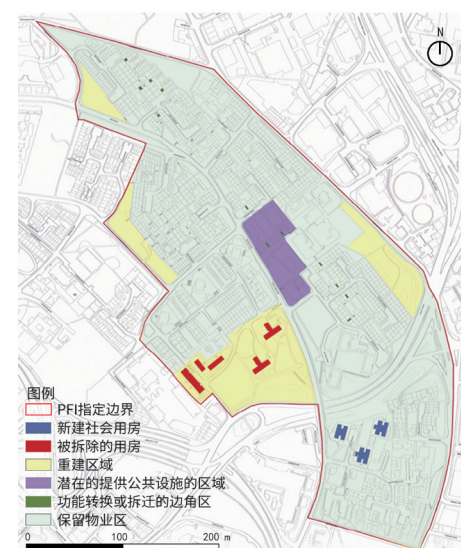 N
图例
PFI指定边界
新建社会用房
被拆除的用房
重建区域
潜在的提供公共设施的区域
功能转换或拆迁的边角区
保留物业区
0 100 200 m